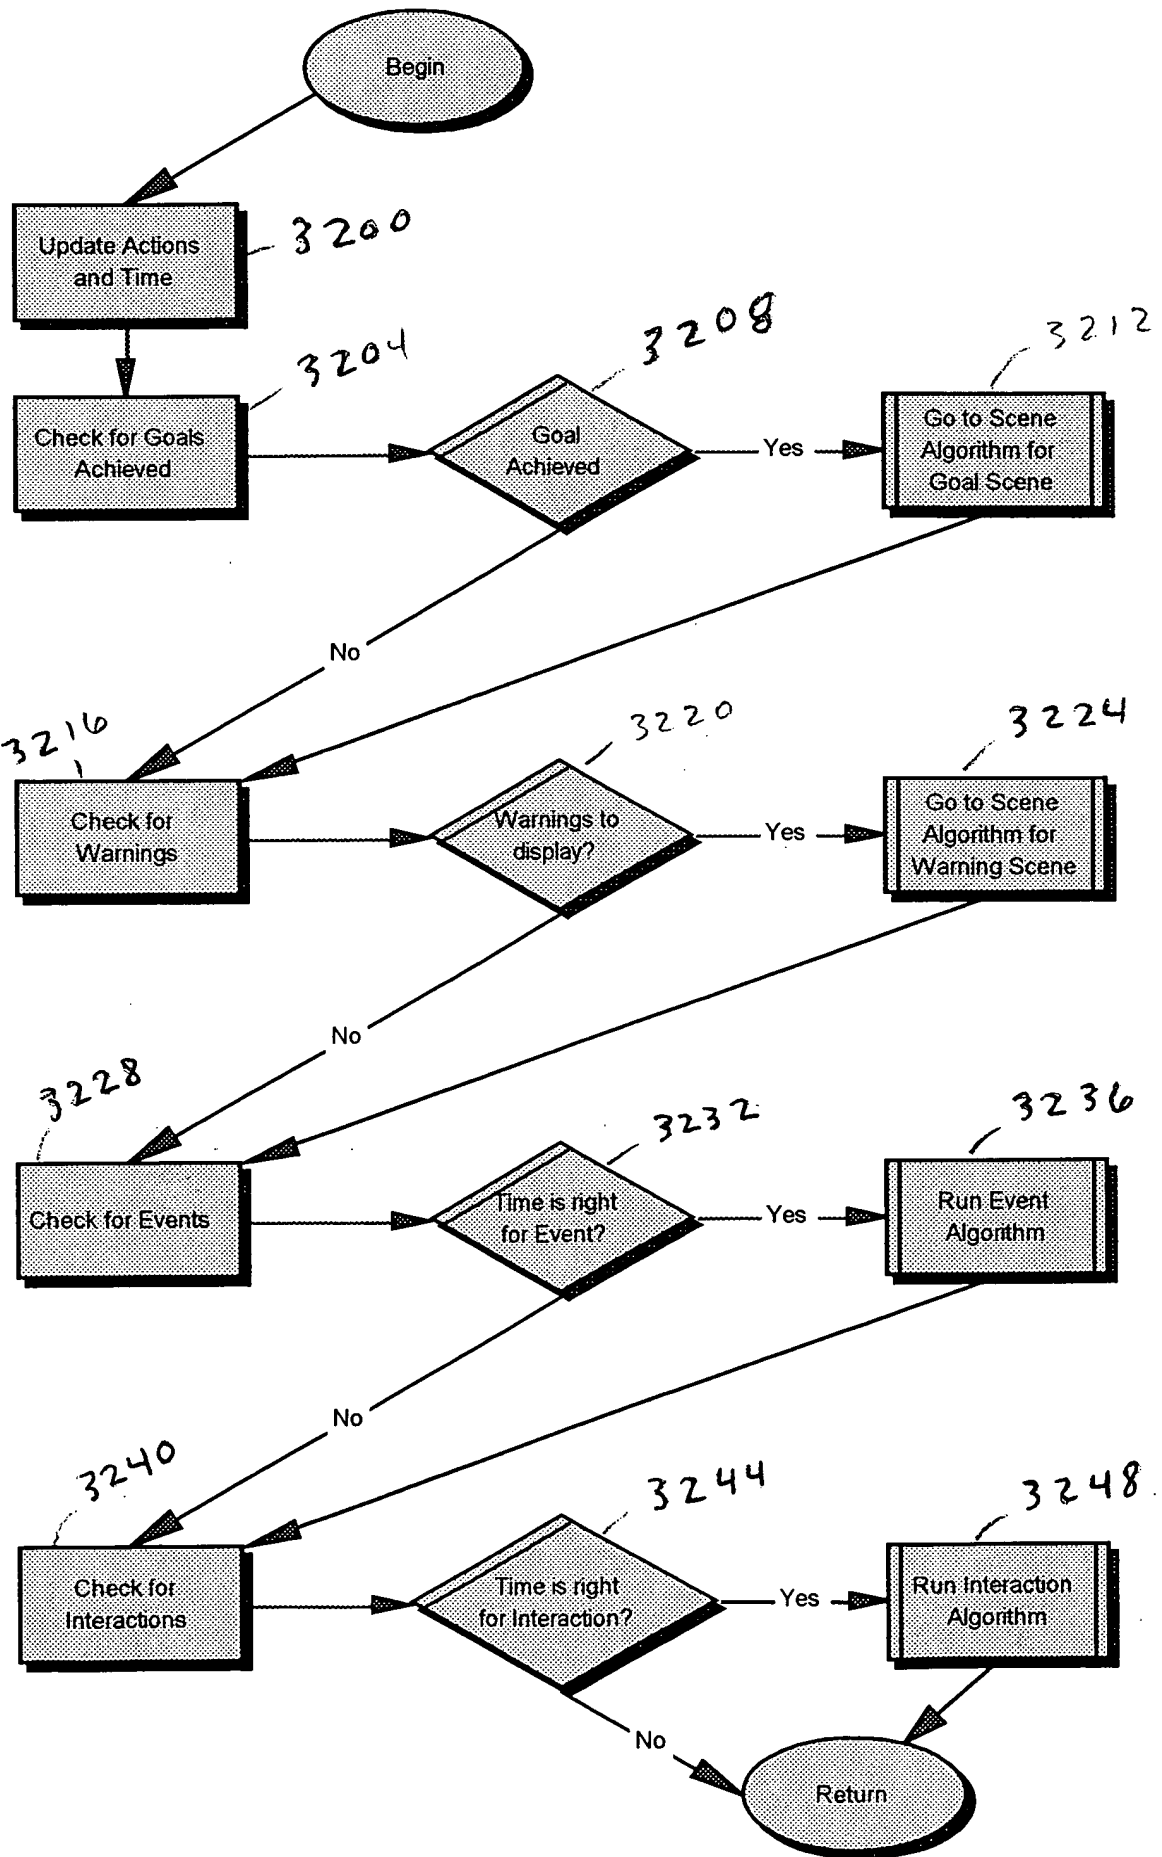 Begin
Update Actions
and Time
3200
Check for Goals
Achieved
3204
Goal
Achieved
3208
Yes
Go to Scene
Algorithm for
Goal Scene
3212
No
3216
Check for
Warnings
Warnings to
display?
3220
Yes
Go to Scene
Algorithm for
Warning Scene
3224
No
3228
Check for Events
Time is right
for Event?
3232
Yes
Run Event
Algorithm
3236
No
3240
Check for
Interactions
Time is right
for Interaction?
3244
Yes
Run Interaction
Algorithm
3248
No
Return